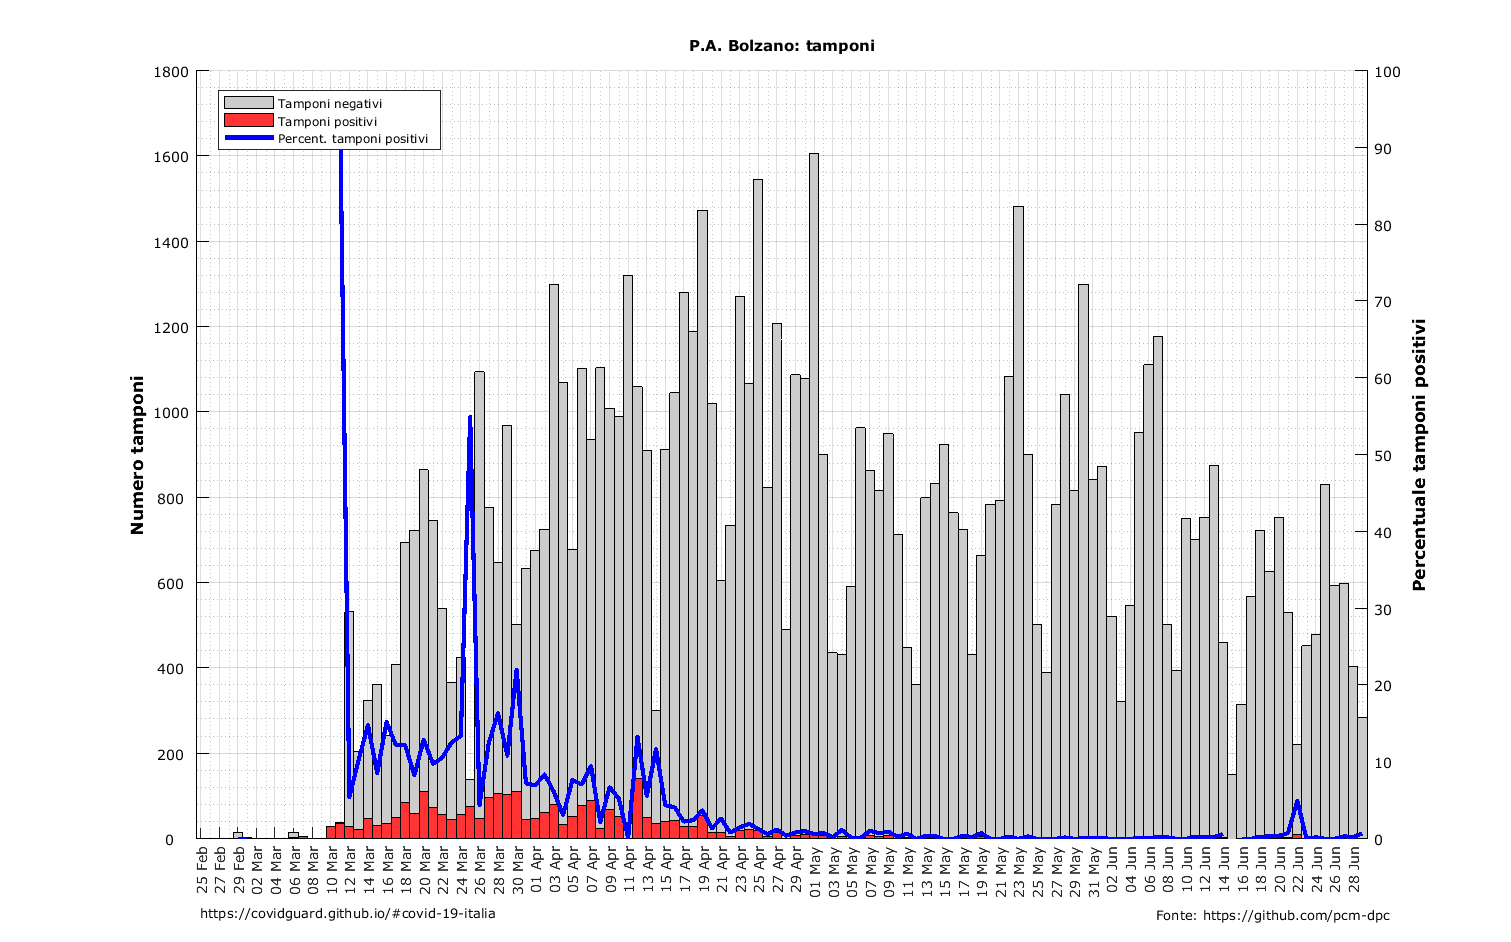 P.A. Bolzano: tamponi
Tamponi negativi
Tamponi positivi
Percent. tamponi positivi
Numero tamponi
1800
1600
1400
1200
1000
800
600
400
200
0
Percentuale tamponi positivi
100
90
80
70
60
50
40
30
20
10
0
25 Feb
27 Feb
29 Feb
02 Mar
04 Mar
06 Mar
08 Mar
10 Mar
12 Mar
14 Mar
16 Mar
18 Mar
20 Mar
22 Mar
24 Mar
26 Mar
28 Mar
30 Mar
01 Apr
03 Apr
05 Apr
07 Apr
09 Apr
11 Apr
13 Apr
15 Apr
17 Apr
19 Apr
21 Apr
23 Apr
25 Apr
27 Apr
29 Apr
01 May
03 May
05 May
07 May
09 May
11 May
13 May
15 May
17 May
19 May
21 May
23 May
25 May
27 May
29 May
31 May
02 Jun
04 Jun
06 Jun
08 Jun
10 Jun
12 Jun
14 Jun
16 Jun
18 Jun
20 Jun
22 Jun
24 Jun
26 Jun
28 Jun
https://covidguard.github.io/#covid-19-italia
Fonte: https://github.com/pcm-dpc